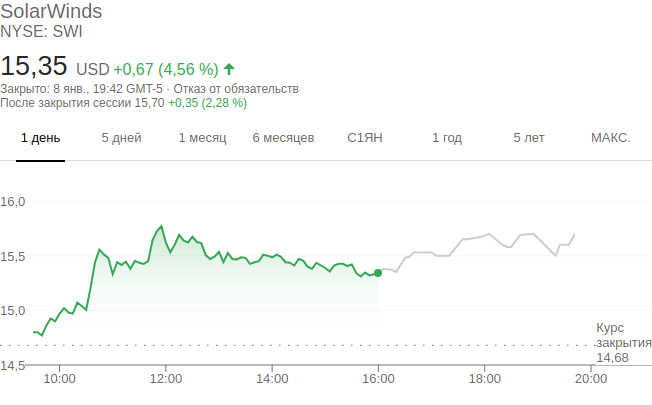 SolarWinds
NYSE: SWI
15,35 USD +0,67 (4,56 %)
Закрыто: 8 янв., 19:42 GMT-5 · Отказ от обязательств
После закрытия сессии 15,70 +0,35 (2,28 %)
1 день 5 дней 1 месяц 6 месяцев С1ЯН 1 год 5 лет МАКС.
16,0
15,5
15,0
Курс
закрытия
14,68
14,5
10:00 12:00 14:00 16:00 18:00 20:00